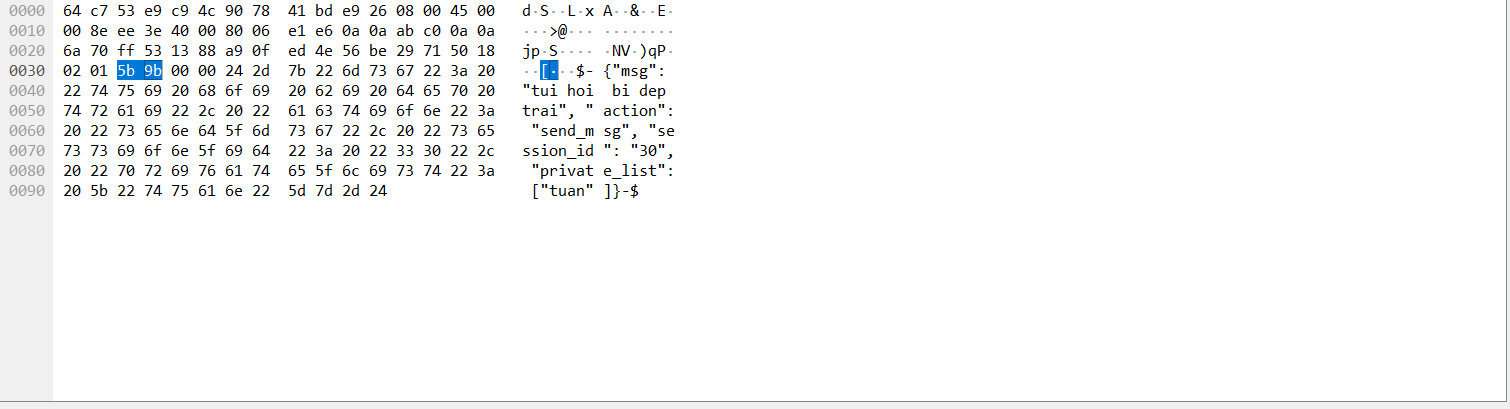 0000 64 c7 53 e9 c9 4c 90 78 41 bd e9 26 08 00 45 00 d·S··L·x A··&··E·
0010 00 8e ee 3e 40 00 80 06 e1 e6 0a 0a ab c0 0a 0a ···>@··· ········
0020 6a 70 ff 53 13 88 a9 0f ed 4e 56 be 29 71 50 18 jp·S···· ·NV·)qP·
0030 02 01 5b 9b 00 00 24 2d 7b 22 6d 73 67 22 3a 20 ··[···$- {"msg":
0040 22 74 75 69 20 68 6f 69 20 62 69 20 64 65 70 20 "tui hoi bi dep
0050 74 72 61 69 22 2c 20 22 61 63 74 69 6f 6e 22 3a trai", " action":
0060 20 22 73 65 6e 64 5f 6d 73 67 22 2c 20 22 73 65 "send_m sg", "se
0070 73 73 69 6f 6e 5f 69 64 22 3a 20 22 33 30 22 2c ssion_id ": "30",
0080 20 22 70 72 69 76 61 74 65 5f 6c 69 73 74 22 3a "privat e_list":
0090 20 5b 22 74 75 61 6e 22 5d 7d 2d 24 ["tuan" ]}-$